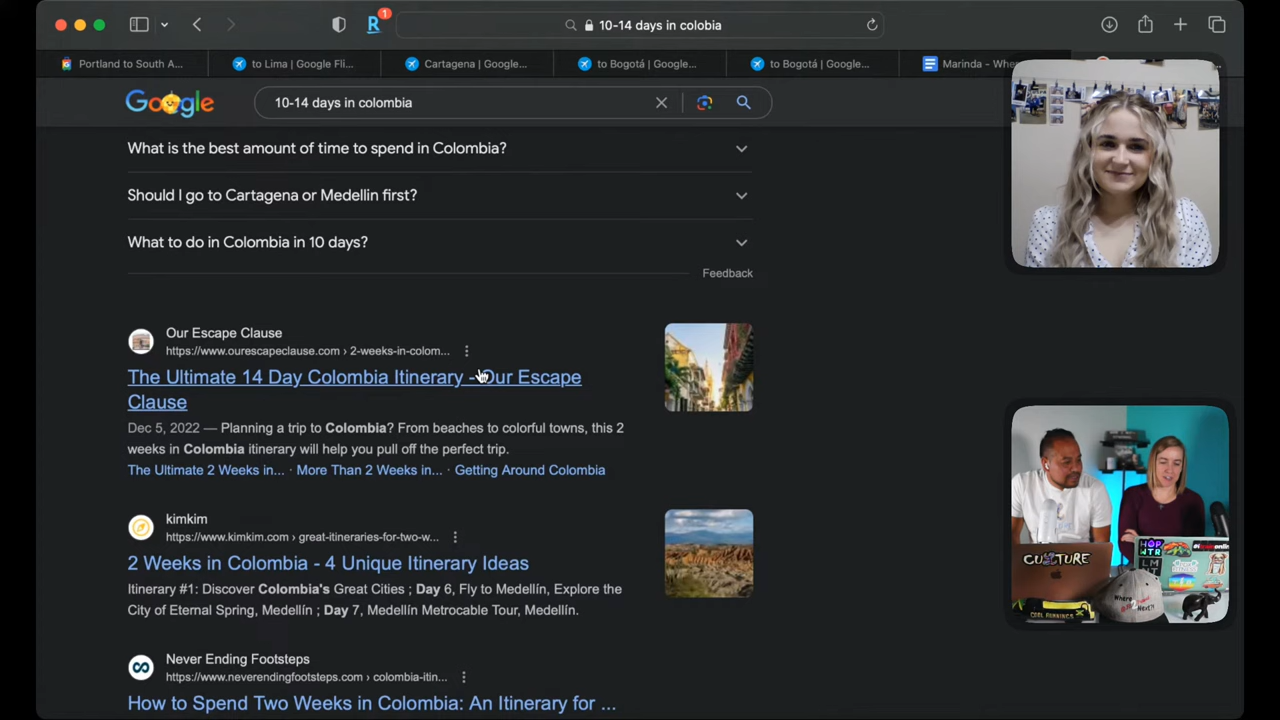 1
10-14 days in colobia
Portland to South A...
to Lima | Google Fli...
Cartagena | Google...
to Bogotá | Google...
to Bogotá | Google...
Marinda - Whe
Google
10-14 days in colombia
What is the best amount of time to spend in Colombia?
Should I go to Cartagena or Medellin first?
What to do in Colombia in 10 days?
Feedback
Our Escape Clause
https://www.ourescapeclause.com › 2-weeks-in-colom...
The Ultimate 14 Day Colombia Itinerary - Our Escape
Clause
Dec 5, 2022 — Planning a trip to Colombia? From beaches to colorful towns, this 2
weeks in Colombia itinerary will help you pull off the perfect trip.
The Ultimate 2 Weeks in... · More Than 2 Weeks in... · Getting Around Colombia
kimkim
https://www.kimkim.com › great-itineraries-for-two-w...
2 Weeks in Colombia - 4 Unique Itinerary Ideas
Itinerary #1: Discover Colombia's Great Cities ; Day 6, Fly to Medellín, Explore the
City of Eternal Spring, Medellín ; Day 7, Medellín Metrocable Tour, Medellín.
Never Ending Footsteps
https://www.neverendingfootsteps.com › colombia-itin...
How to Spend Two Weeks in Colombia: An Itinerary for ...
CULTURE
COOL RUNNINGS
HOP
WTR